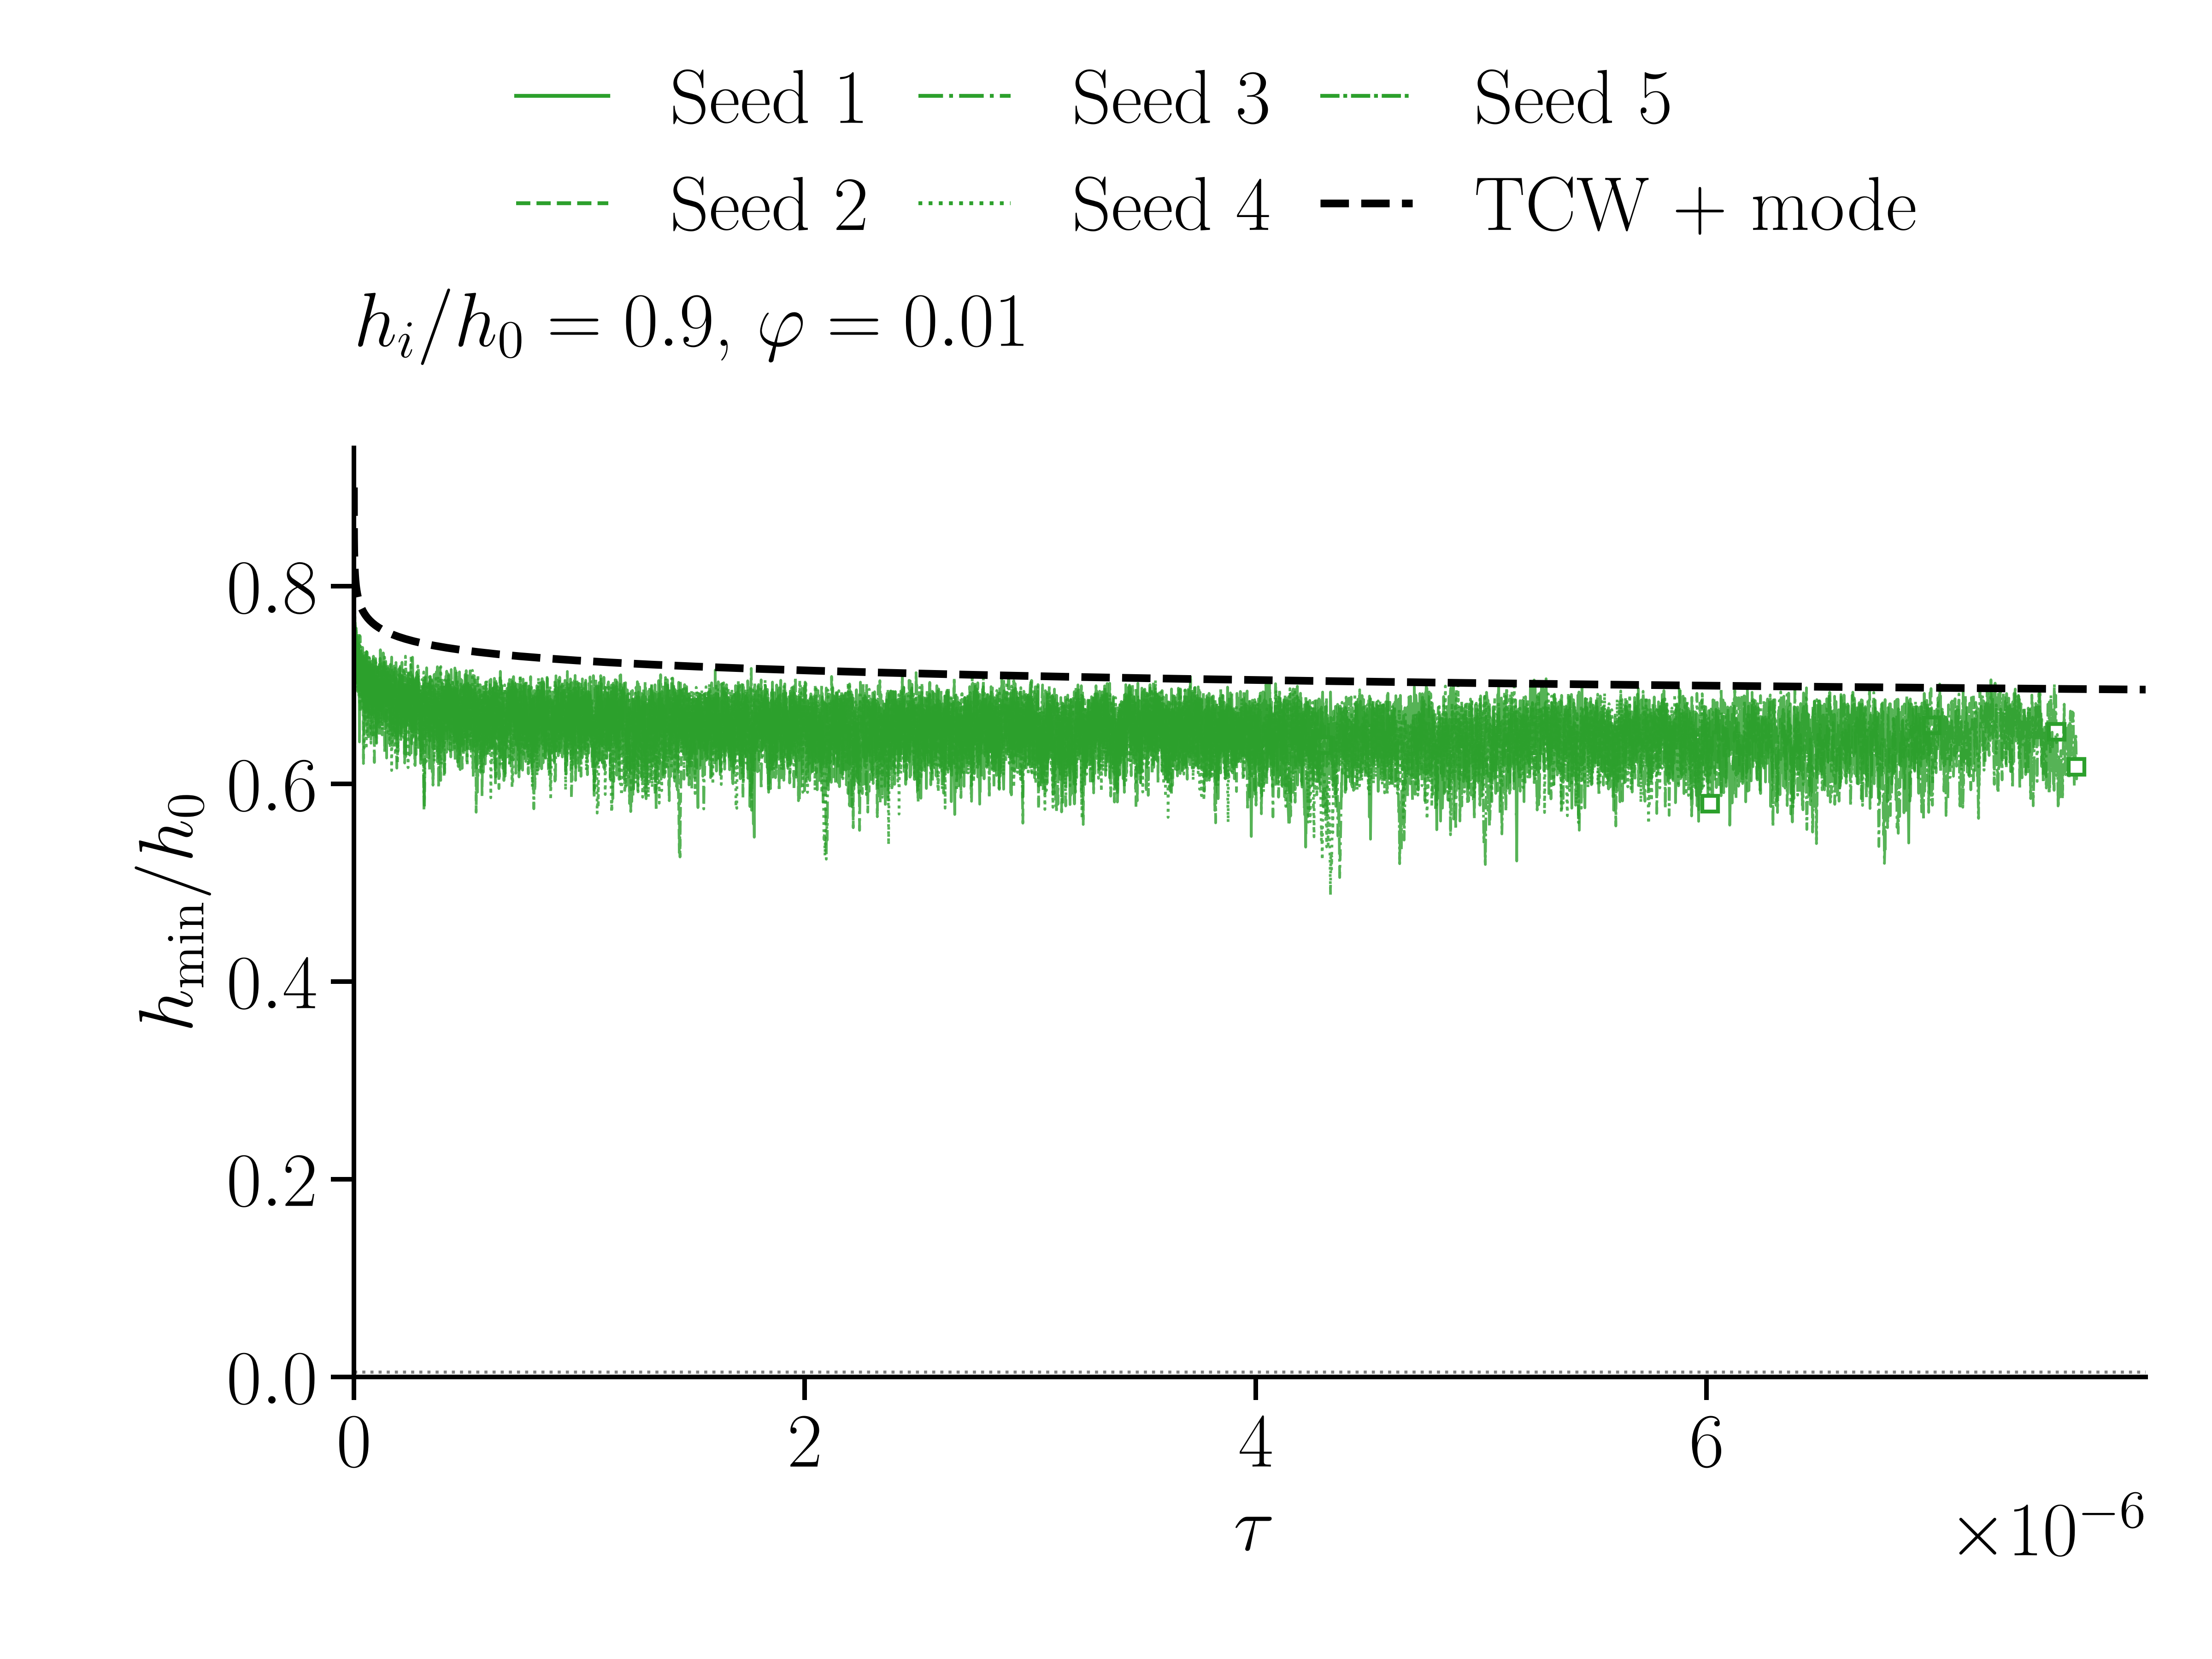 Seed 1 Seed 3 Seed 5
Seed 2 Seed 4 TCW + mode
h_i/h_0 = 0.9, φ = 0.01
0.8
0.6
0.4
0.2
0.0
h_min/h_0
0 2 4 6
τ
×10⁻⁶